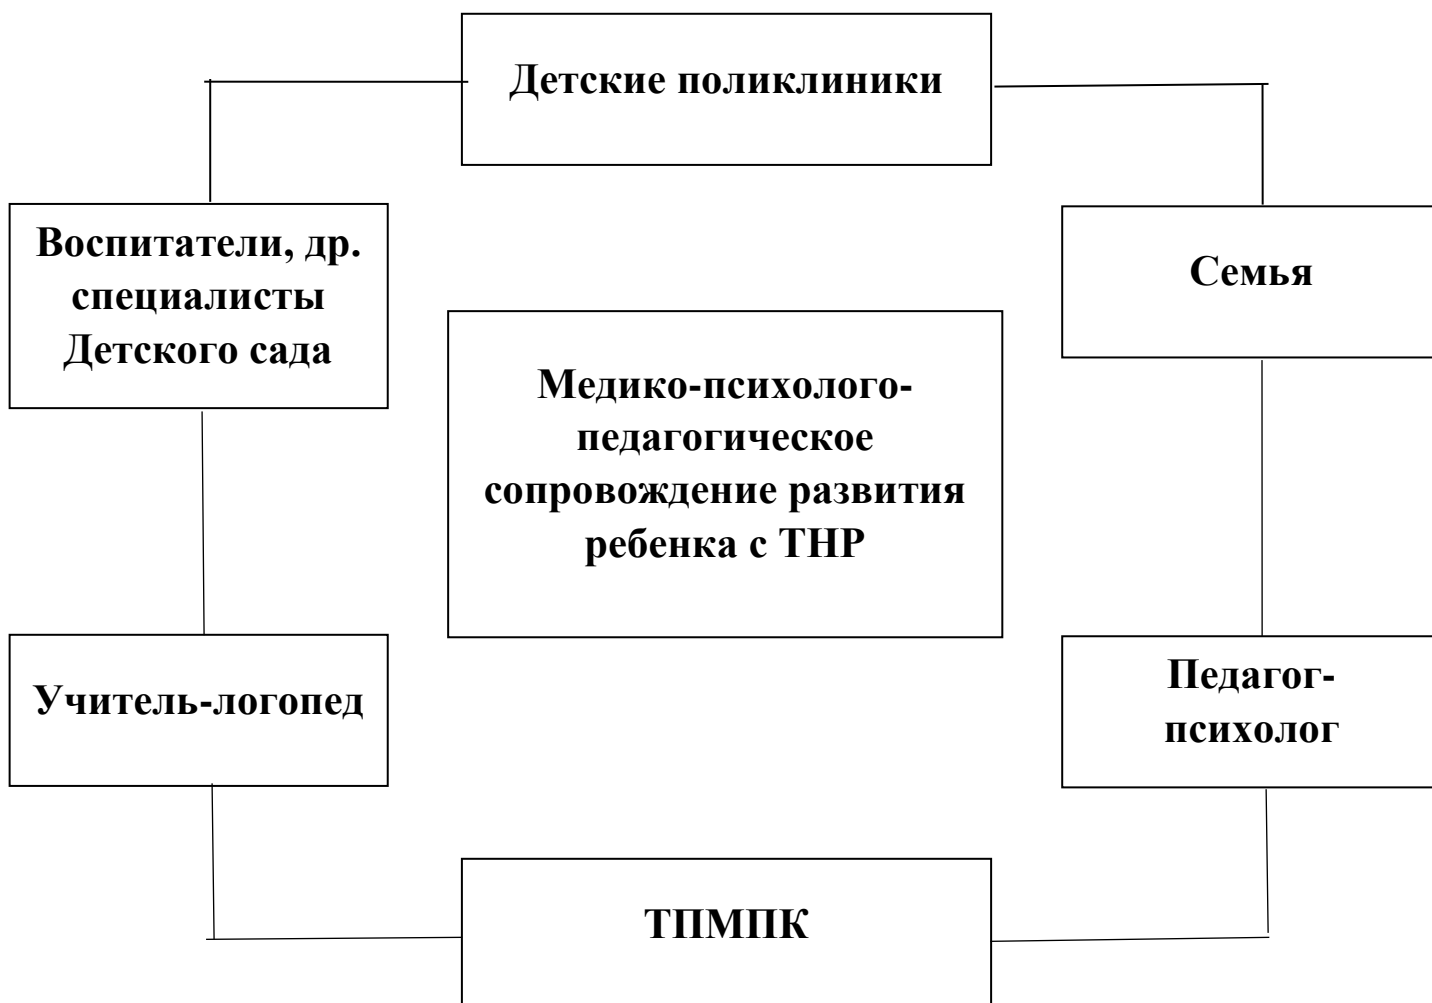 Детские поликлиники
Воспитатели, др.
специалисты
Детского сада
Семья
Медико-психолого-
педагогическое
сопровождение развития
ребенка с ТНР
Учитель-логопед
Педагог-
психолог
ТПМПК